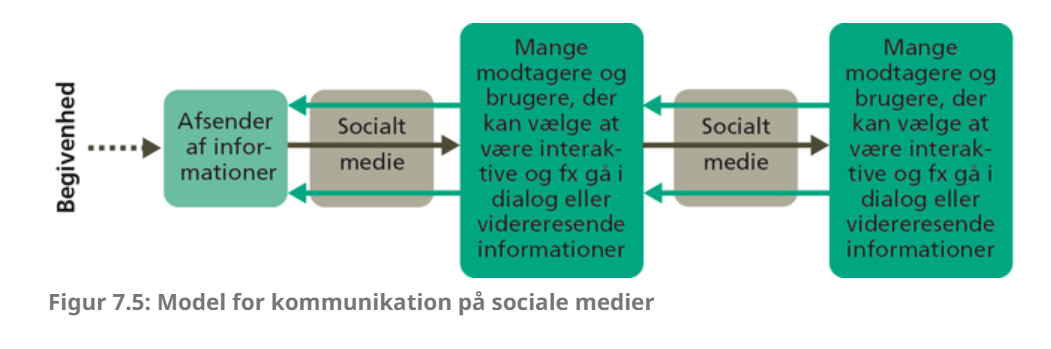 Begivenhed
Afsender
af infor-
mationer
Socialt
medie
Mange
modtagere og
brugere, der
kan vælge at
være interak-
tive og fx gå i
dialog eller
videreresende
informationer
Socialt
medie
Mange
modtagere og
brugere, der
kan vælge at
være interak-
tive og fx gå i
dialog eller
videreresende
informationer
Figur 7.5: Model for kommunikation på sociale medier